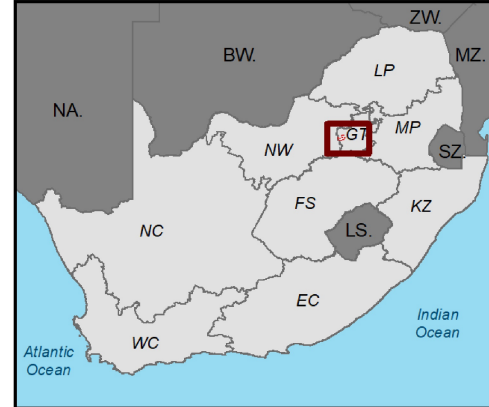 ZW.
BW.
MZ.
LP
NA.
GT
MP
NW
SZ.
FS
KZ
NC
LS.
EC
Indian
Ocean
WC
Atlantic
Ocean